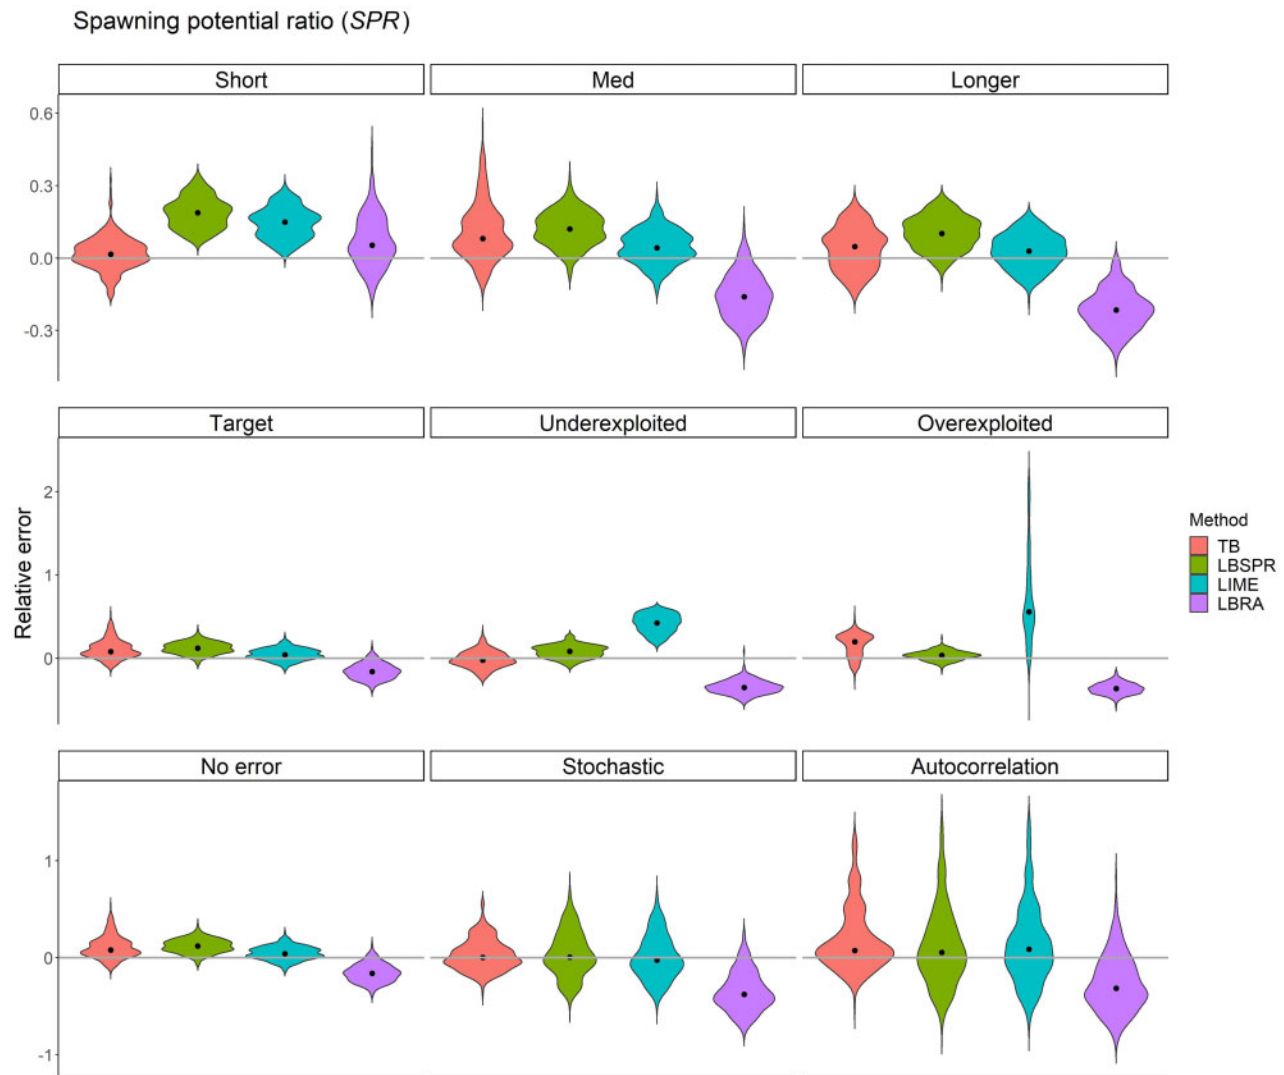 Spawning potential ratio (SPR)
Short Med Longer
0.6
0.3
0.0
-0.3
Target Underexploited Overexploited
2
1
0
Relative error
Method
TB
LBSPR
LIME
LBRA
No error Stochastic Autocorrelation
1
0
-1